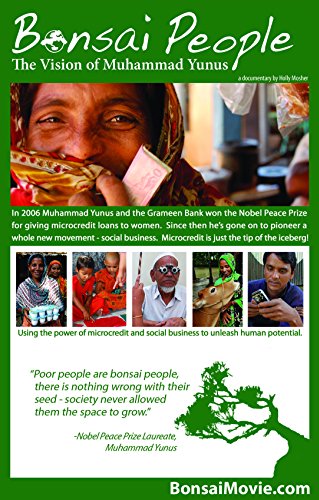 Bonsai People
The Vision of Muhammad Yunus
a documentary by Holly Mosher
In 2006 Muhammad Yunus and the Grameen Bank won the Nobel Peace Prize
for giving microcredit loans to women. Since then he's gone on to pioneer a
whole new movement - social business. Microcredit is just the tip of the iceberg!
Using the power of microcredit and social business to unleash human potential.
"Poor people are bonsai people,
there is nothing wrong with their
seed - society never allowed
them the space to grow."
-Nobel Peace Prize Laureate,
Muhammad Yunus
BonsaiMovie.com